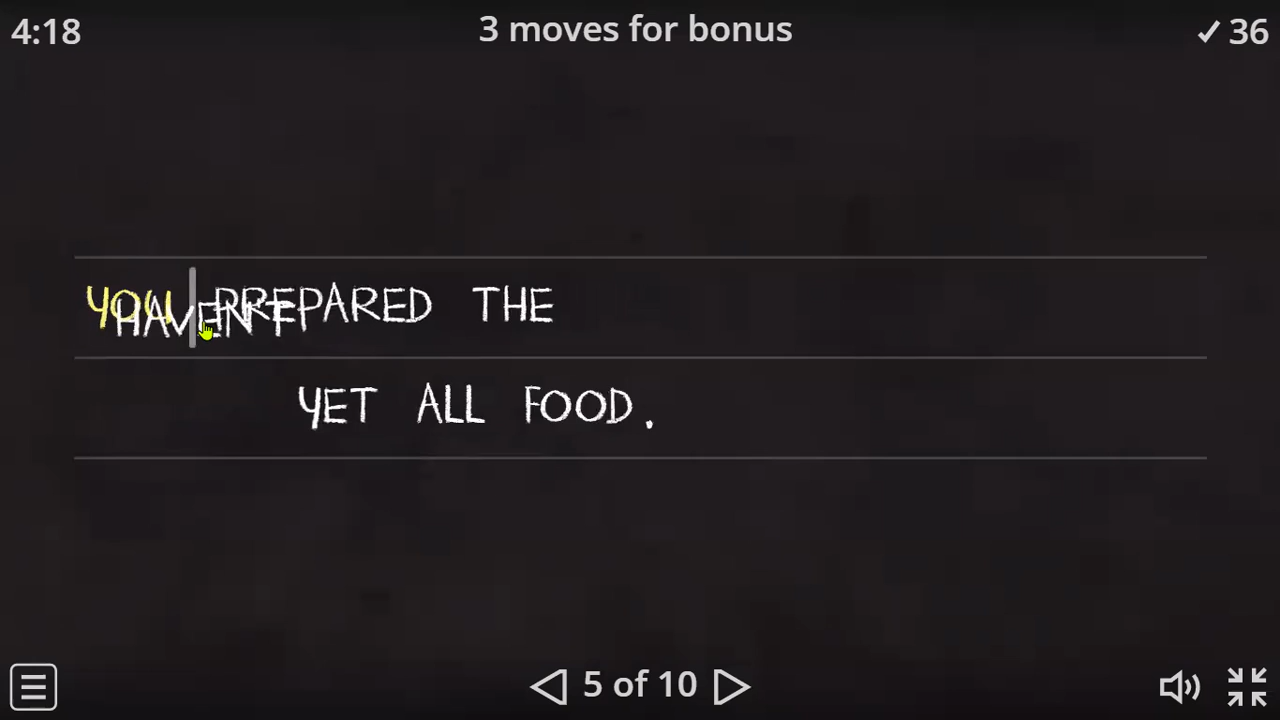 4:18 3 moves for bonus ✓ 36
YOU HAVEN'T PREPARED THE
YET ALL FOOD.
5 of 10